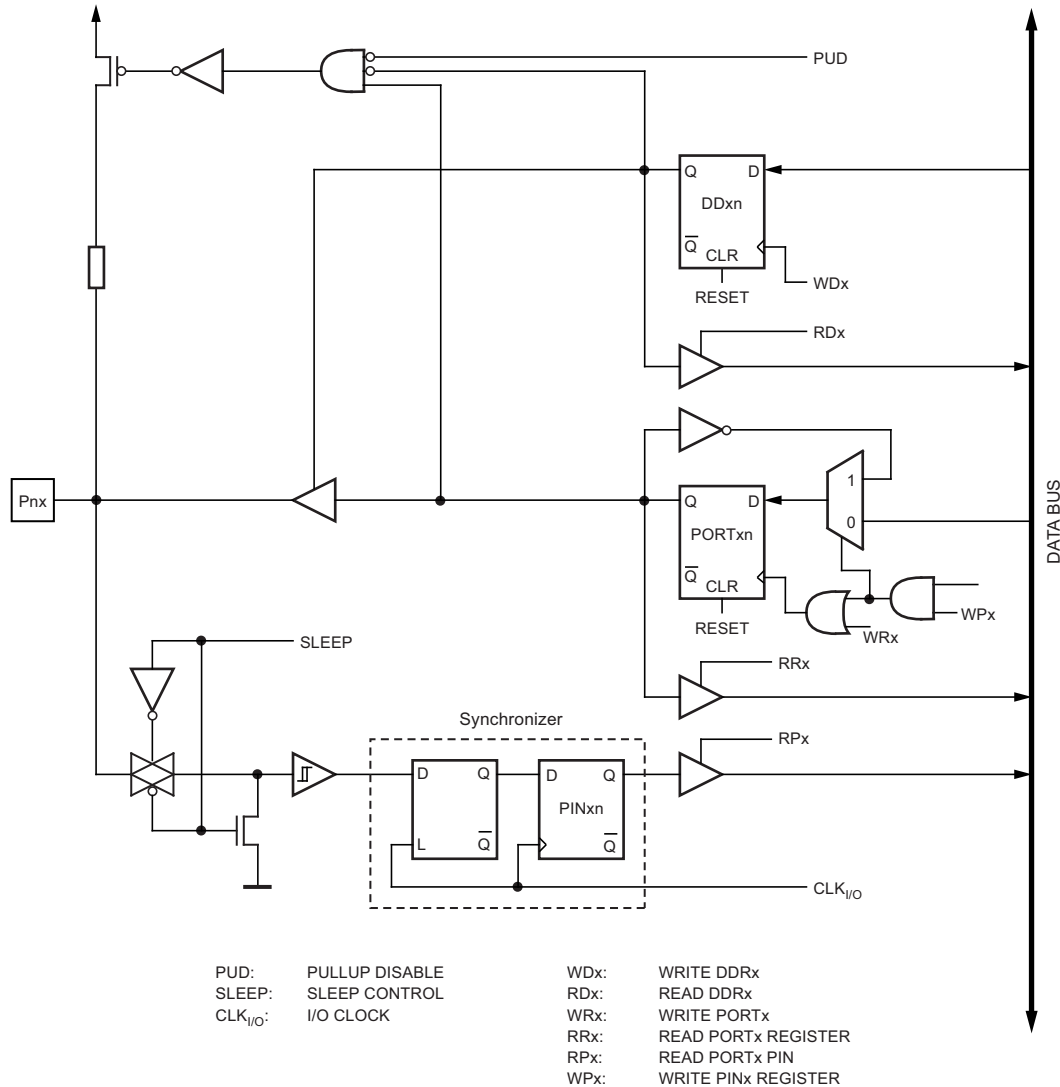 PUD
Q D
DDxn
Q
CLR
RESET
WDx
RDx
Pnx
1
0
Q D
PORTxn
Q
CLR
RESET
WPx
WRx
DATA BUS
SLEEP
RRx
Synchronizer
RPx
D Q
L Q
D Q
PINxn
Q
CLK I/O
PUD: PULLUP DISABLE
SLEEP: SLEEP CONTROL
CLK I/O: I/O CLOCK
WDx: WRITE DDRx
RDx: READ DDRx
WRx: WRITE PORTx
RRx: READ PORTx REGISTER
RPx: READ PORTx PIN
WPx: WRITE PINx REGISTER